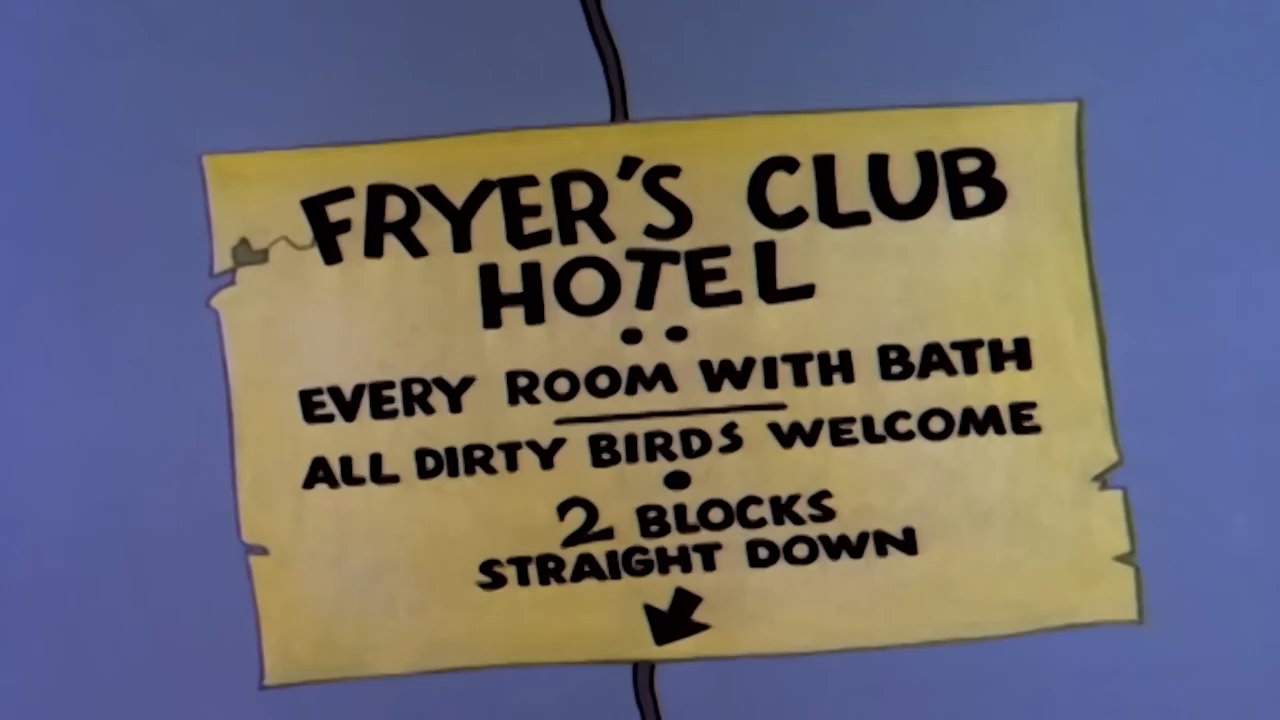 FRYER'S CLUB
HOTEL
EVERY ROOM WITH BATH
ALL DIRTY BIRDS WELCOME
2 BLOCKS
STRAIGHT DOWN